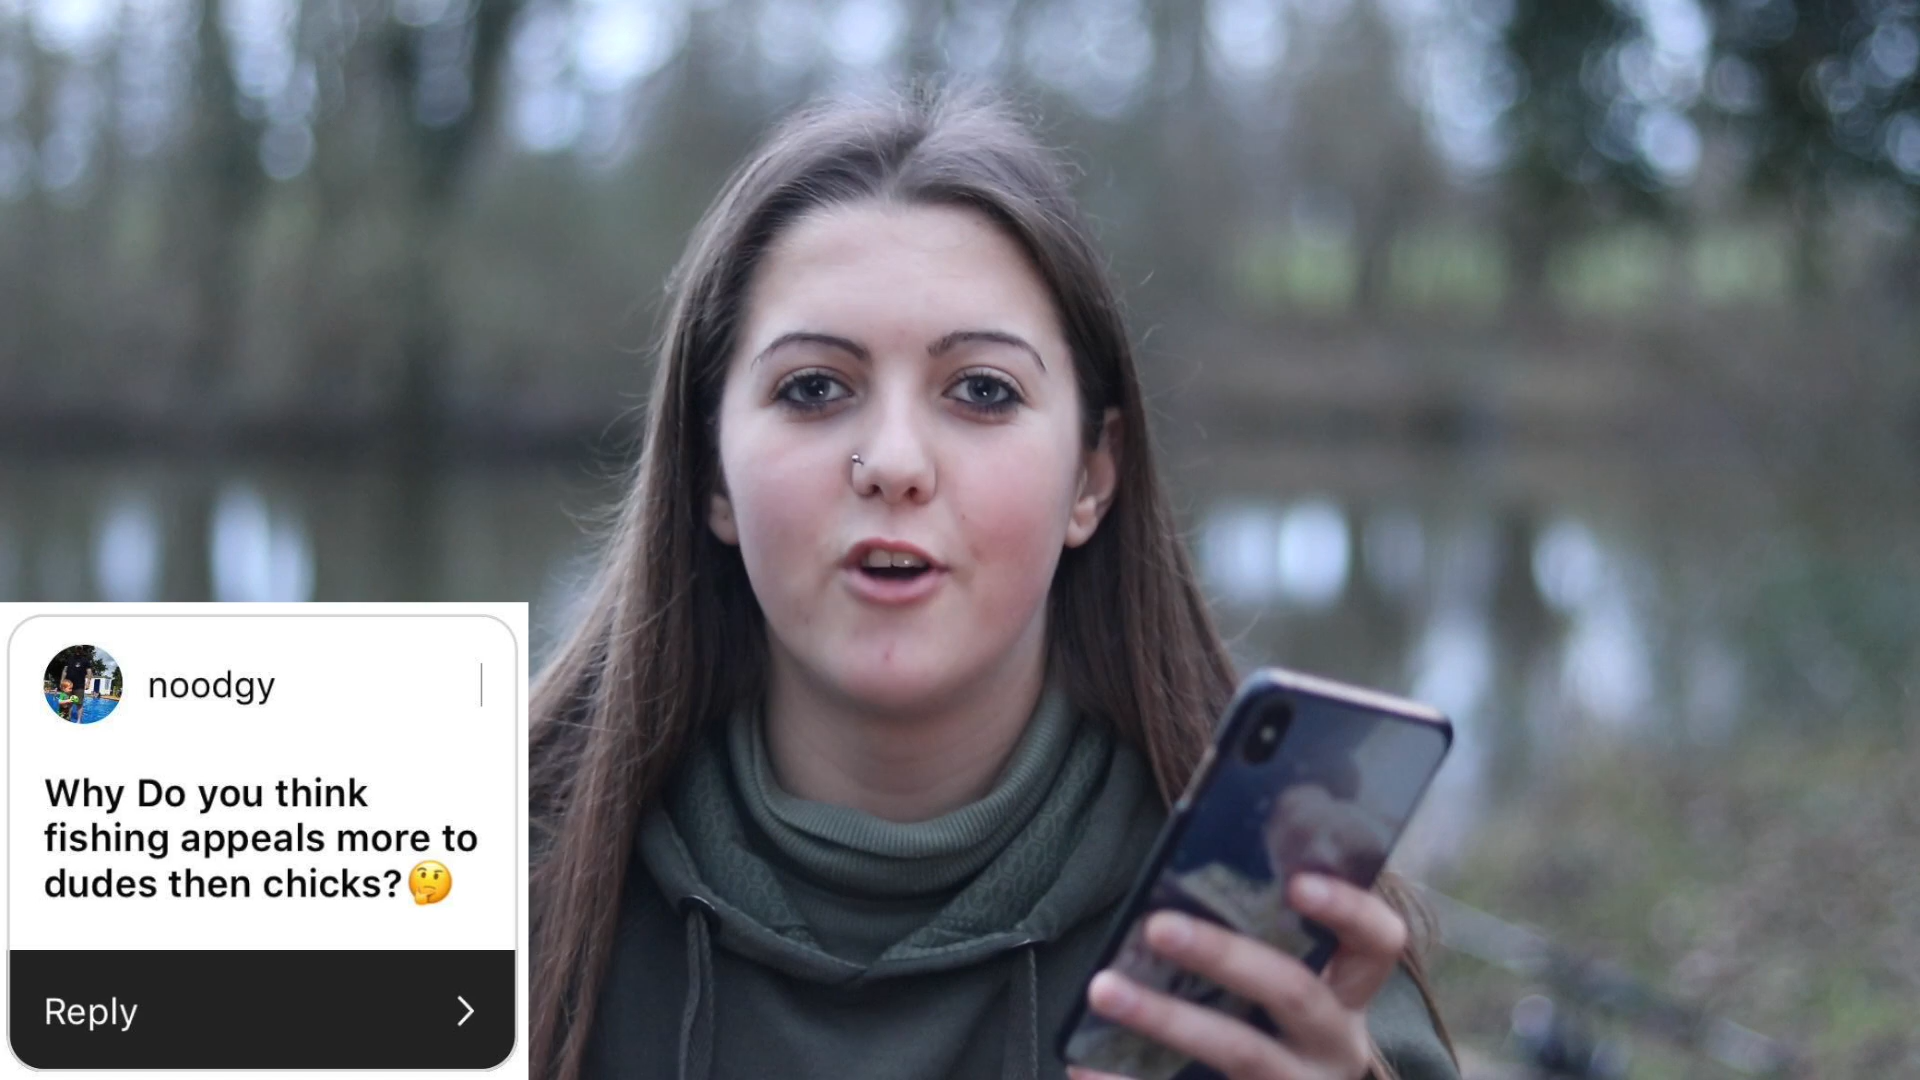 noodgy
Why Do you think
fishing appeals more to
dudes then chicks?🤔
Reply